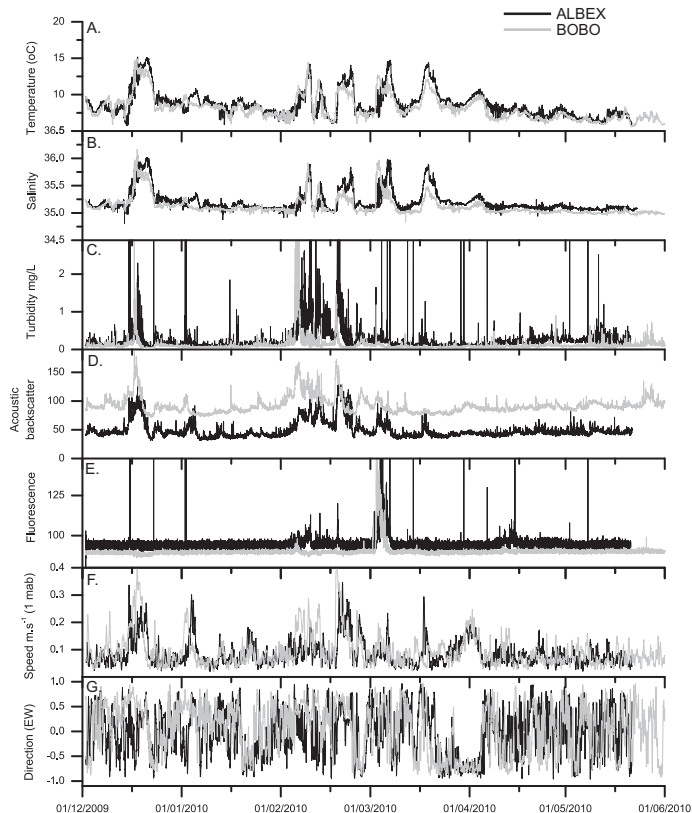 ALBEX
BOBO
A.
Temperature (oC)
20
15
10
36.5
B.
Salinity
36,0
35,5
35,0
34,5
C.
Turbidity mg/L
2
1
0
D.
Acoustic
backscatter
150
100
50
0
E.
Fluorescence
125
100
0,4
F.
Speed m.s⁻¹ (1 mab)
0,3
0,2
0,1
G.
Direction (EW)
1.0
0.5
0.0
-0.5
-1.0
01/12/2009 01/01/2010 01/02/2010 01/03/2010 01/04/2010 01/05/2010 01/06/2010